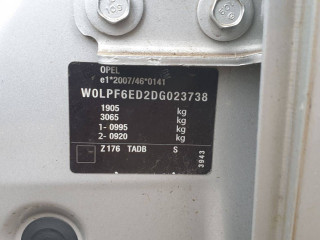 OPEL
e1*2007/46*0141
W0LPF6ED2DG023738
1905 kg
3065 kg
1- 0995 kg
2- 0920 kg
Z176 TADB S
3943